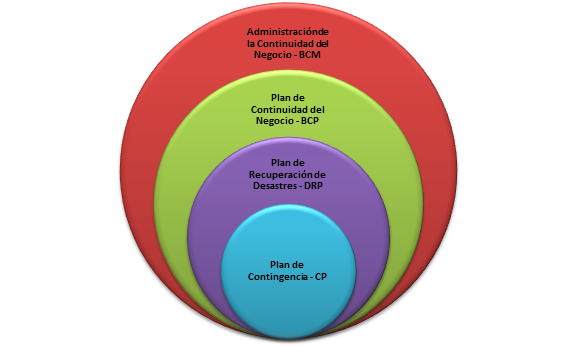 Administraciónde
la Continuidad del
Negocio - BCM
Plan de
Continuidad del
Negocio - BCP
Plan de
Recuperación de
Desastres - DRP
Plan de
Contingencia - CP